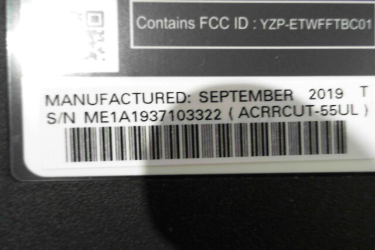 Contains FCC ID : YZP-ETWFFTBC01
MANUFACTURED: SEPTEMBER 2019 T
S/N ME1A1937103322 ( ACRRCUT-55UL )